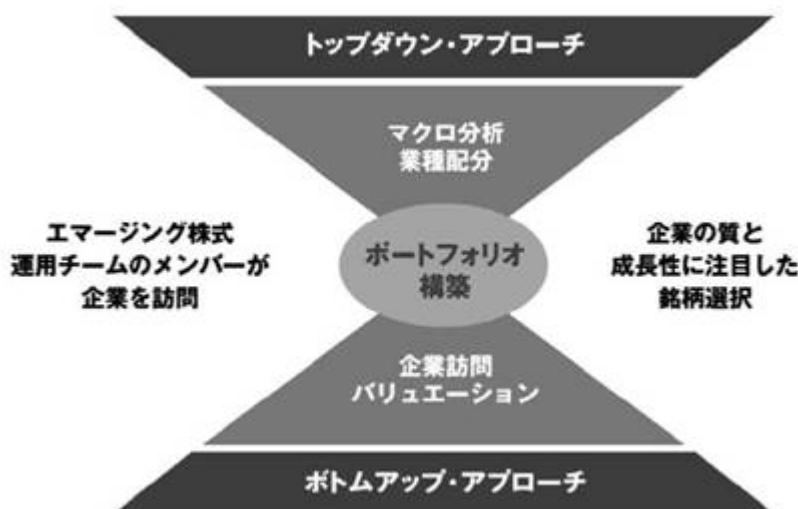 トップダウン・アプローチ
マクロ分析
業種配分
エマージング株式
運用チームのメンバーが
企業を訪問
ポートフォリオ
構築
企業の質と
成長性に注目した
銘柄選択
企業訪問
バリュエーション
ボトムアップ・アプローチ